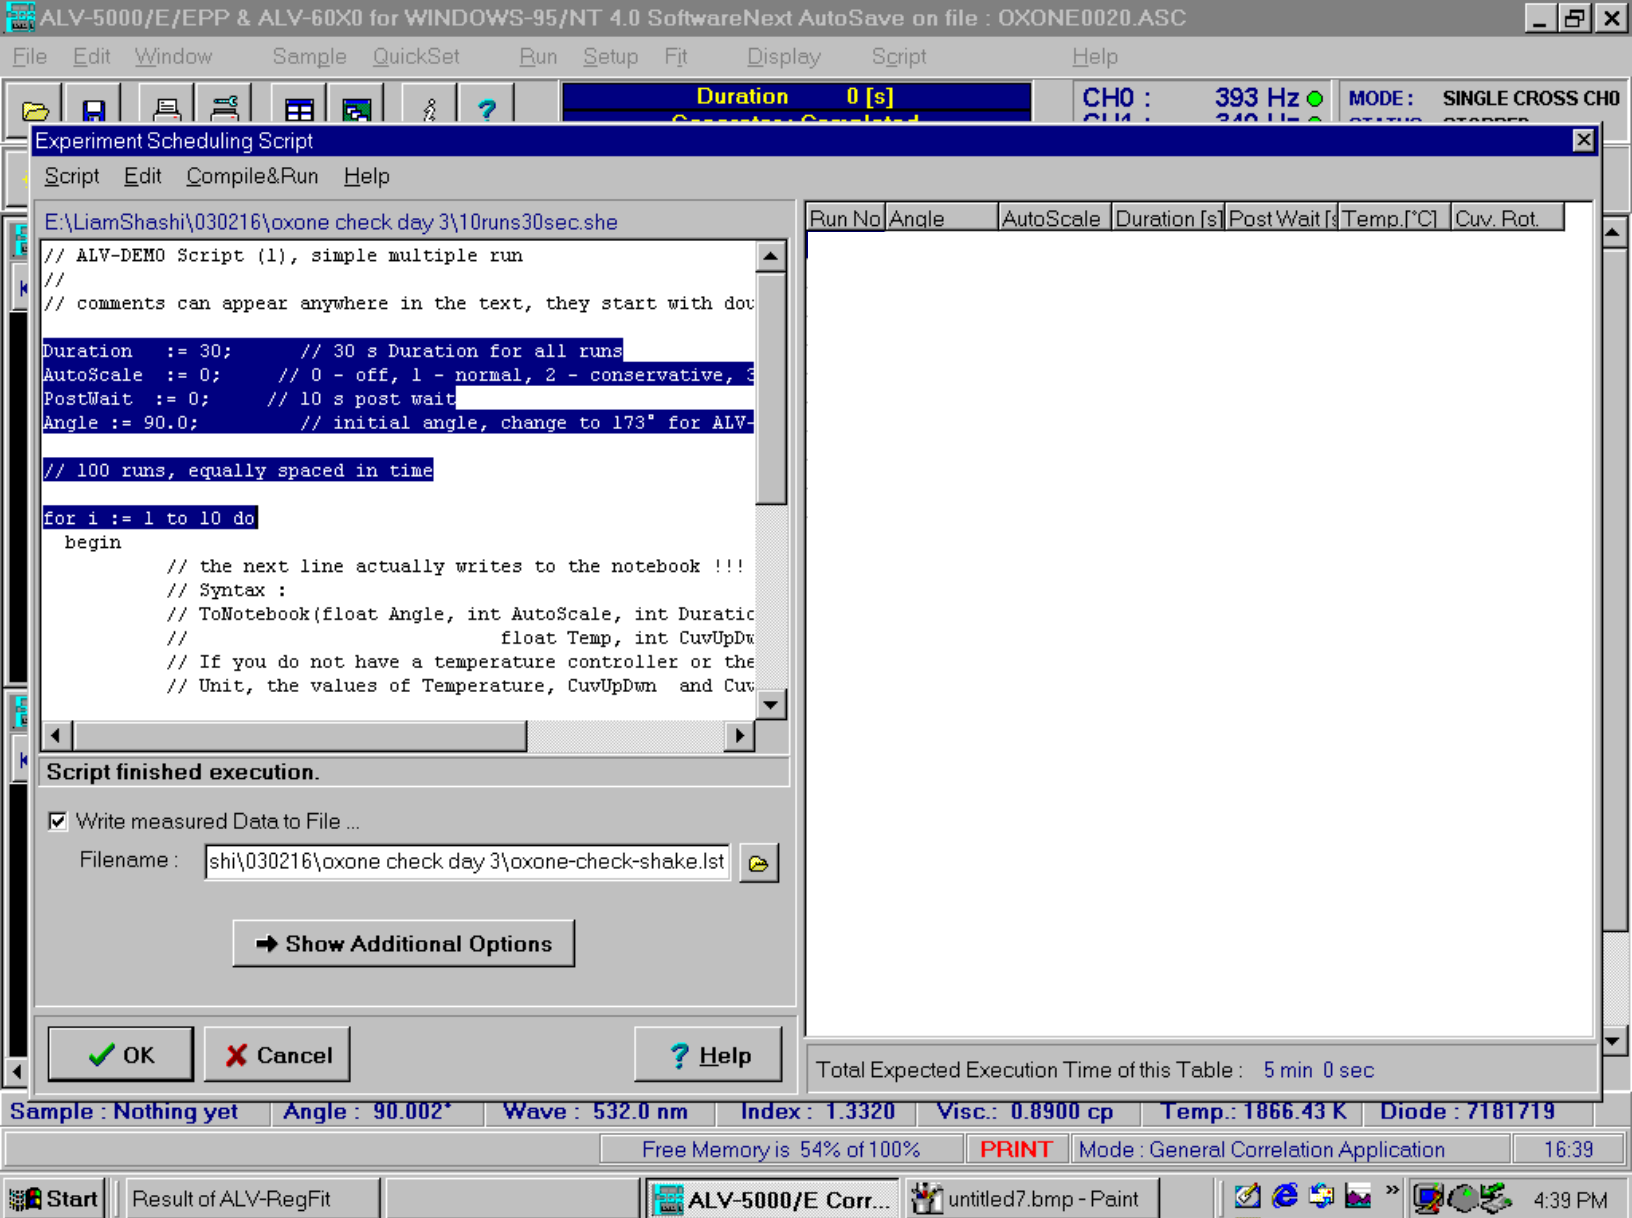 ALV-5000/E/EPP & ALV-60X0 for WINDOWS-95/NT 4.0 SoftwareNext AutoSave on file : OXONE0020.ASC
File Edit Window Sample QuickSet Run Setup Fit Display Script Help
Duration 0 [s]
CH0 : 393 Hz
MODE : SINGLE CROSS CH0
Generator : Completed
CH1 : 340 Hz
STATUS STOPPED
Experiment Scheduling Script
Script Edit Compile&Run Help
E:\LiamShashi\030216\oxone check day 3\10runs30sec.she
// ALV-DEMO Script (1), simple multiple run
//
// comments can appear anywhere in the text, they start with dou
Duration := 30; // 30 s Duration for all runs
AutoScale := 0; // 0 - off, 1 - normal, 2 - conservative, 3
PostWait := 0; // 10 s post wait
Angle := 90.0; // initial angle, change to 173° for ALV-
// 100 runs, equally spaced in time
for i := 1 to 10 do
begin
// the next line actually writes to the notebook !!!
// Syntax :
// ToNotebook(float Angle, int AutoScale, int Duratio
// float Temp, int CuvUpDw
// If you do not have a temperature controller or the
// Unit, the values of Temperature, CuvUpDwn and Cuv
Script finished execution.
Write measured Data to File ...
Filename : shi\030216\oxone check day 3\oxone-check-shake.lst
Show Additional Options
OK Cancel Help
Run No Angle AutoScale Duration [s] Post Wait [s Temp.[°C] Cuv. Rot.
Total Expected Execution Time of this Table : 5 min 0 sec
Sample : Nothing yet Angle : 90.002° Wave : 532.0 nm Index : 1.3320 Visc.: 0.8900 cp Temp.: 1866.43 K Diode : 7181719
Free Memory is 54% of 100% PRINT Mode : General Correlation Application 16:39
Start Result of ALV-RegFit ALV-5000/E Corr... untitled7.bmp - Paint » 4:39 PM